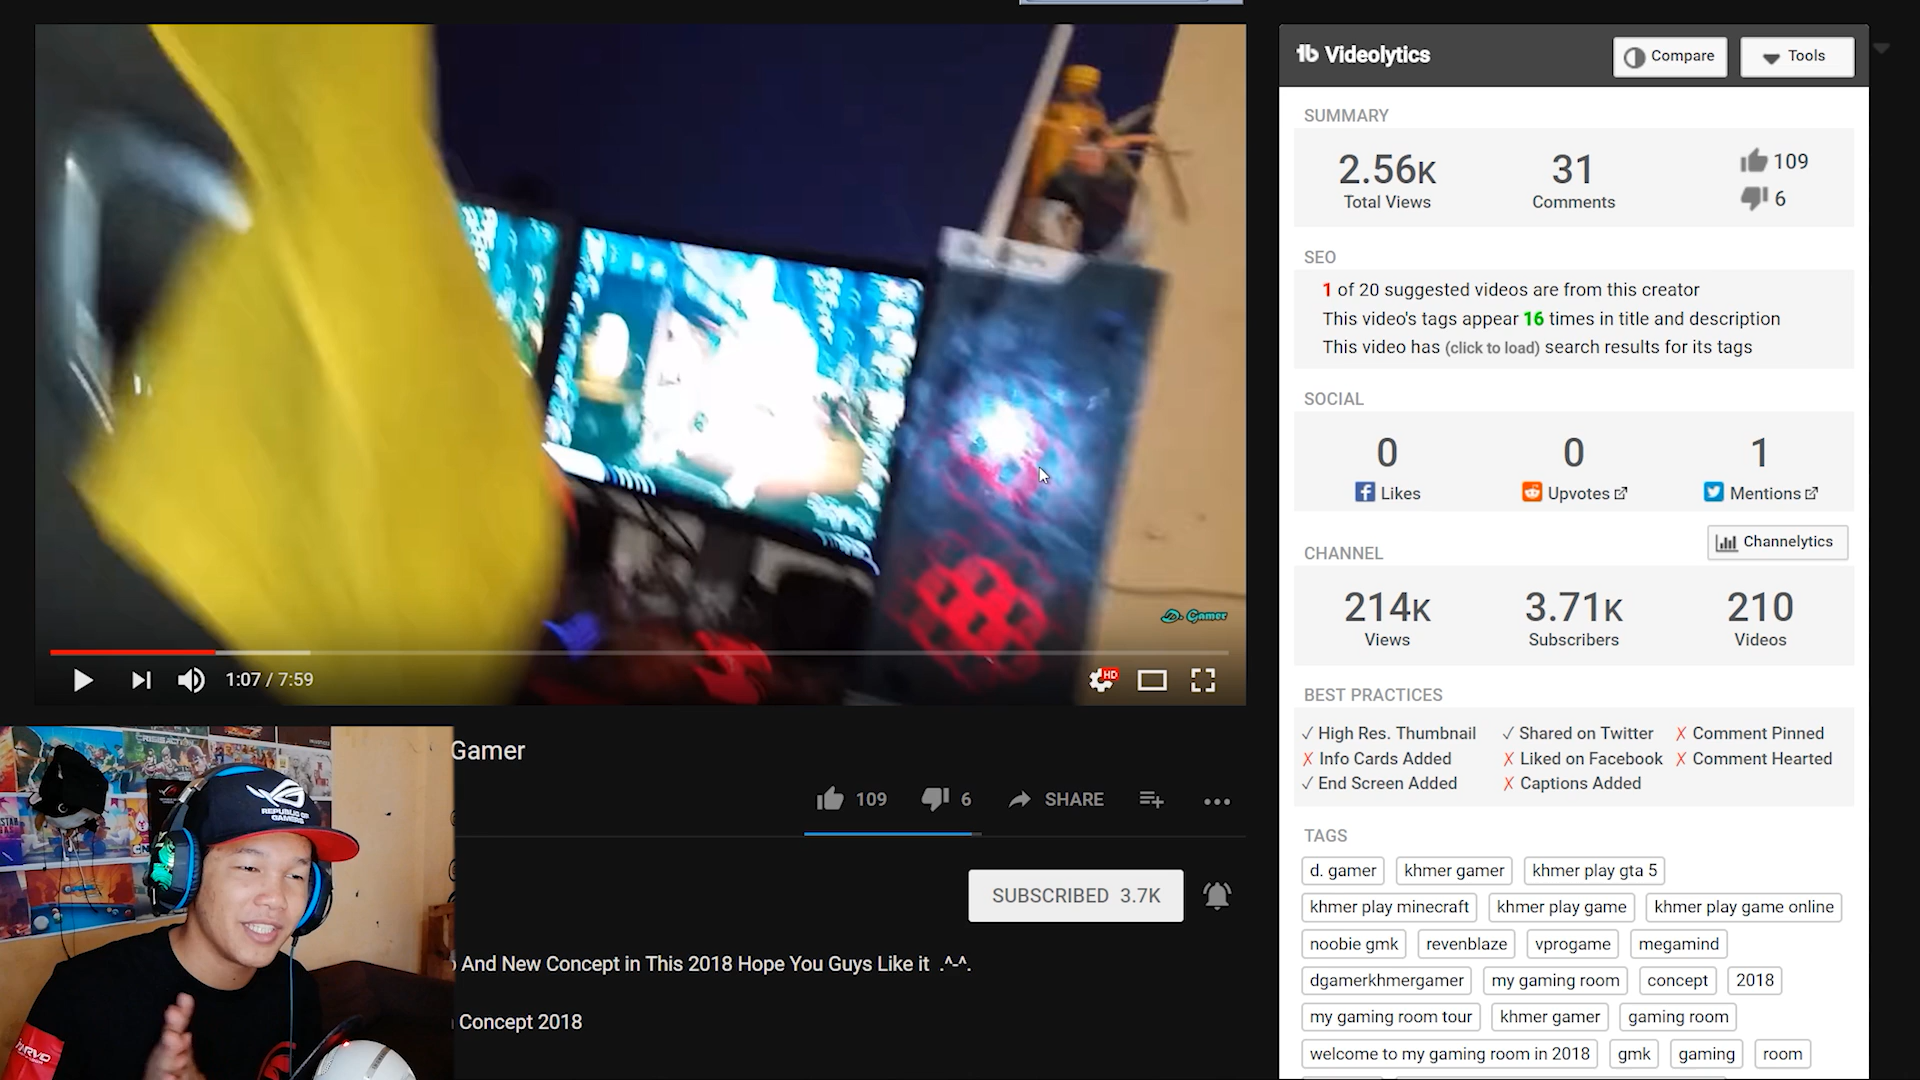 Videolytics
Compare
Tools
SUMMARY
2.56K
Total Views
31
Comments
109
6
SEO
1 of 20 suggested videos are from this creator
This video's tags appear 16 times in title and description
This video has (click to load) search results for its tags
SOCIAL
0
Likes
0
Upvotes
1
Mentions
CHANNEL
Channelytics
214K
Views
3.71K
Subscribers
210
Videos
BEST PRACTICES
High Res. Thumbnail
Shared on Twitter
Comment Pinned
Info Cards Added
Liked on Facebook
Comment Hearted
End Screen Added
Captions Added
TAGS
d. gamer
khmer gamer
khmer play gta 5
khmer play minecraft
khmer play game
khmer play game online
noobie gmk
revenblaze
vprogame
megamind
dgamerkhmergamer
my gaming room
concept
2018
my gaming room tour
khmer gamer
gaming room
welcome to my gaming room in 2018
gmk
gaming
room
D. Gamer
1:07 / 7:59
HD
Gamer
109
6
SHARE
SUBSCRIBED 3.7K
And New Concept in This 2018 Hope You Guys Like it .^-^.
Concept 2018
REPUBLIC OF
GAMERS